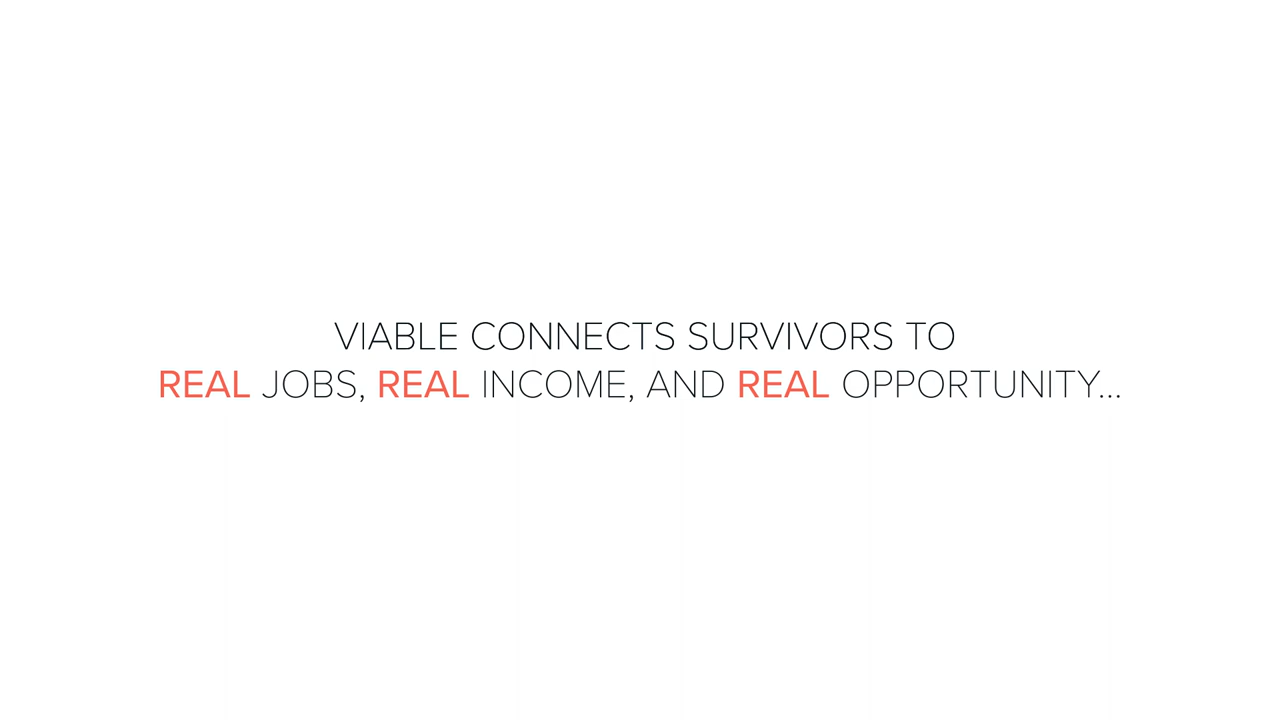 VIABLE CONNECTS SURVIVORS TO
REAL JOBS, REAL INCOME, AND REAL OPPORTUNITY...